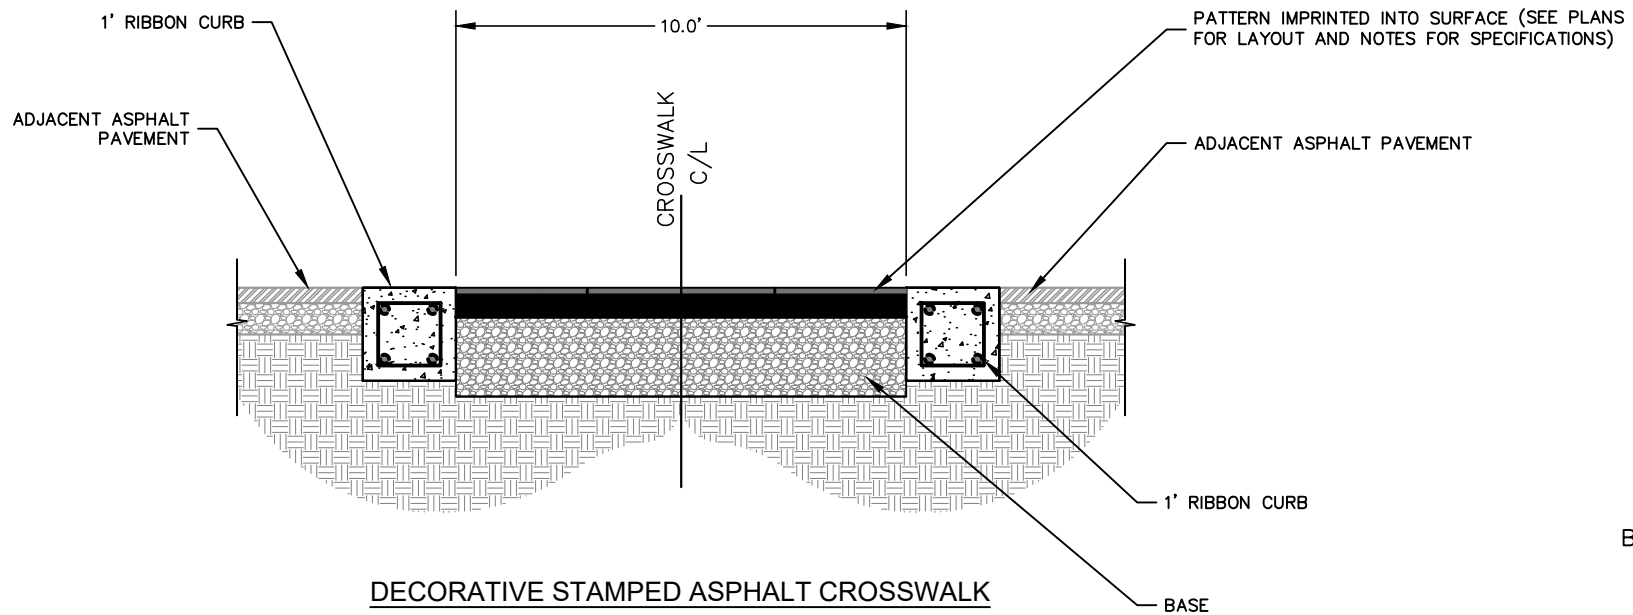 1' RIBBON CURB
10.0'
PATTERN IMPRINTED INTO SURFACE (SEE PLANS
FOR LAYOUT AND NOTES FOR SPECIFICATIONS)
ADJACENT ASPHALT
PAVEMENT
CROSSWALK
C/L
ADJACENT ASPHALT PAVEMENT
1' RIBBON CURB
B
DECORATIVE STAMPED ASPHALT CROSSWALK
BASE